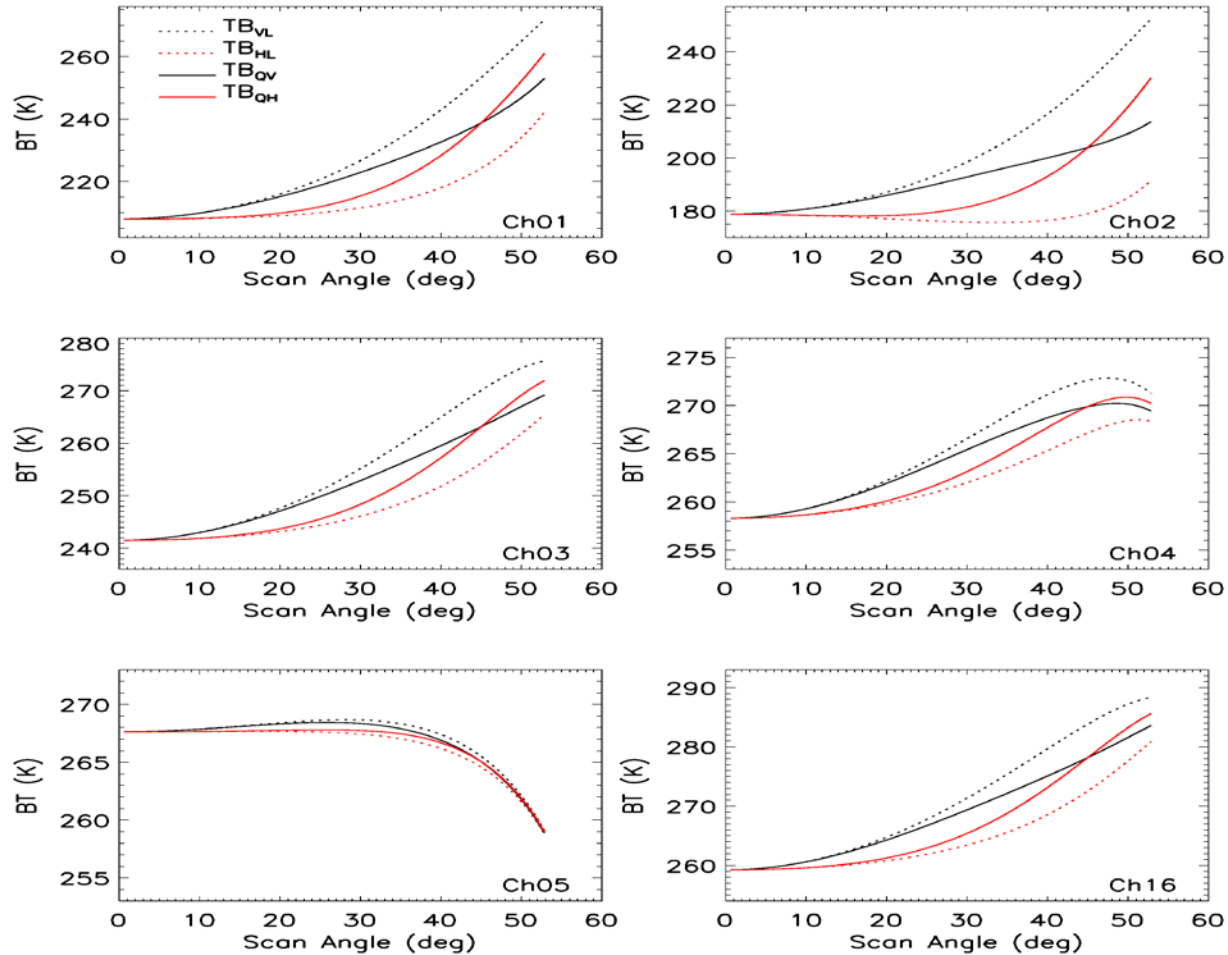 TB_VL
TB_HL
TB_QV
TB_QH
260
240
220
BT (K)
Ch01
0 10 20 30 40 50 60
Scan Angle (deg)
240
220
200
180
BT (K)
Ch02
0 10 20 30 40 50 60
Scan Angle (deg)
280
270
260
250
240
BT (K)
Ch03
0 10 20 30 40 50 60
Scan Angle (deg)
275
270
265
260
255
BT (K)
Ch04
0 10 20 30 40 50 60
Scan Angle (deg)
270
265
260
255
BT (K)
Ch05
0 10 20 30 40 50 60
Scan Angle (deg)
290
280
270
260
BT (K)
Ch16
0 10 20 30 40 50 60
Scan Angle (deg)